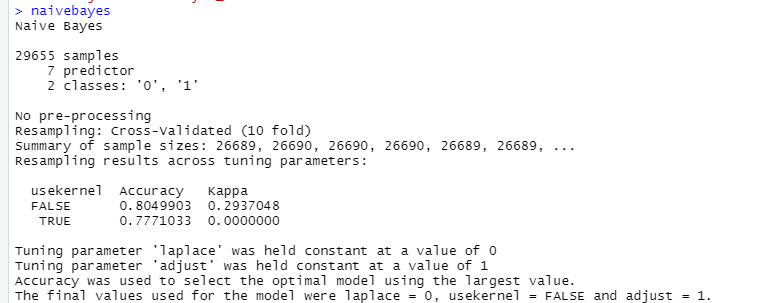 > naivebayes
Naive Bayes
29655 samples
7 predictor
2 classes: '0', '1'
No pre-processing
Resampling: Cross-Validated (10 fold)
Summary of sample sizes: 26689, 26690, 26690, 26690, 26689, 26689, ...
Resampling results across tuning parameters:
usekernel Accuracy Kappa
FALSE 0.8049903 0.2937048
TRUE 0.7771033 0.0000000
Tuning parameter 'laplace' was held constant at a value of 0
Tuning parameter 'adjust' was held constant at a value of 1
Accuracy was used to select the optimal model using the largest value.
The final values used for the model were laplace = 0, usekernel = FALSE and adjust = 1.